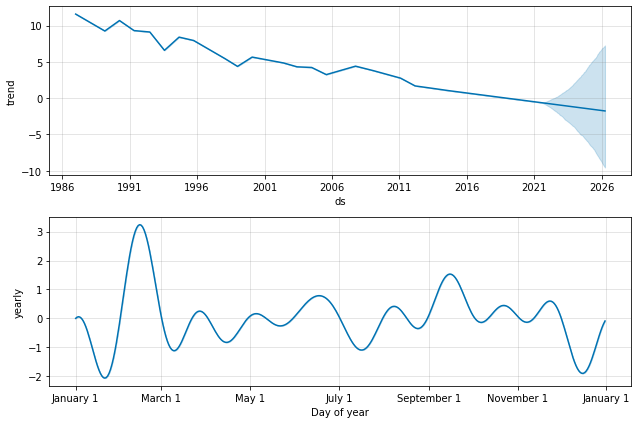 10
5
0
−5
−10
trend
1986
1991
1996
2001
2006
2011
2016
2021
2026
ds
3
2
1
0
−1
−2
yearly
January 1
March 1
May 1
July 1
September 1
November 1
January 1
Day of year